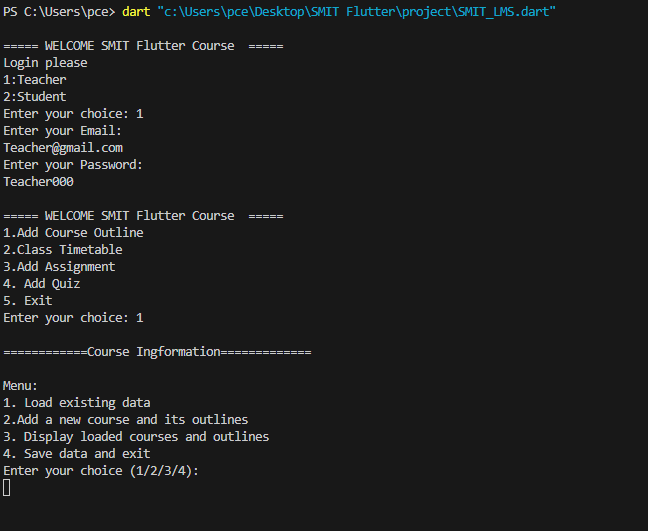 PS C:\Users\pce> dart "c:\Users\pce\Desktop\SMIT Flutter\project\SMIT_LMS.dart"
===== WELCOME SMIT Flutter Course  =====
Login please
1:Teacher
2:Student
Enter your choice: 1
Enter your Email:
Teacher@gmail.com
Enter your Password:
Teacher000
===== WELCOME SMIT Flutter Course  =====
1.Add Course Outline
2.Class Timetable
3.Add Assignment
4. Add Quiz
5. Exit
Enter your choice: 1
============Course Ingformation=============
Menu:
1. Load existing data
2.Add a new course and its outlines
3. Display loaded courses and outlines
4. Save data and exit
Enter your choice (1/2/3/4):